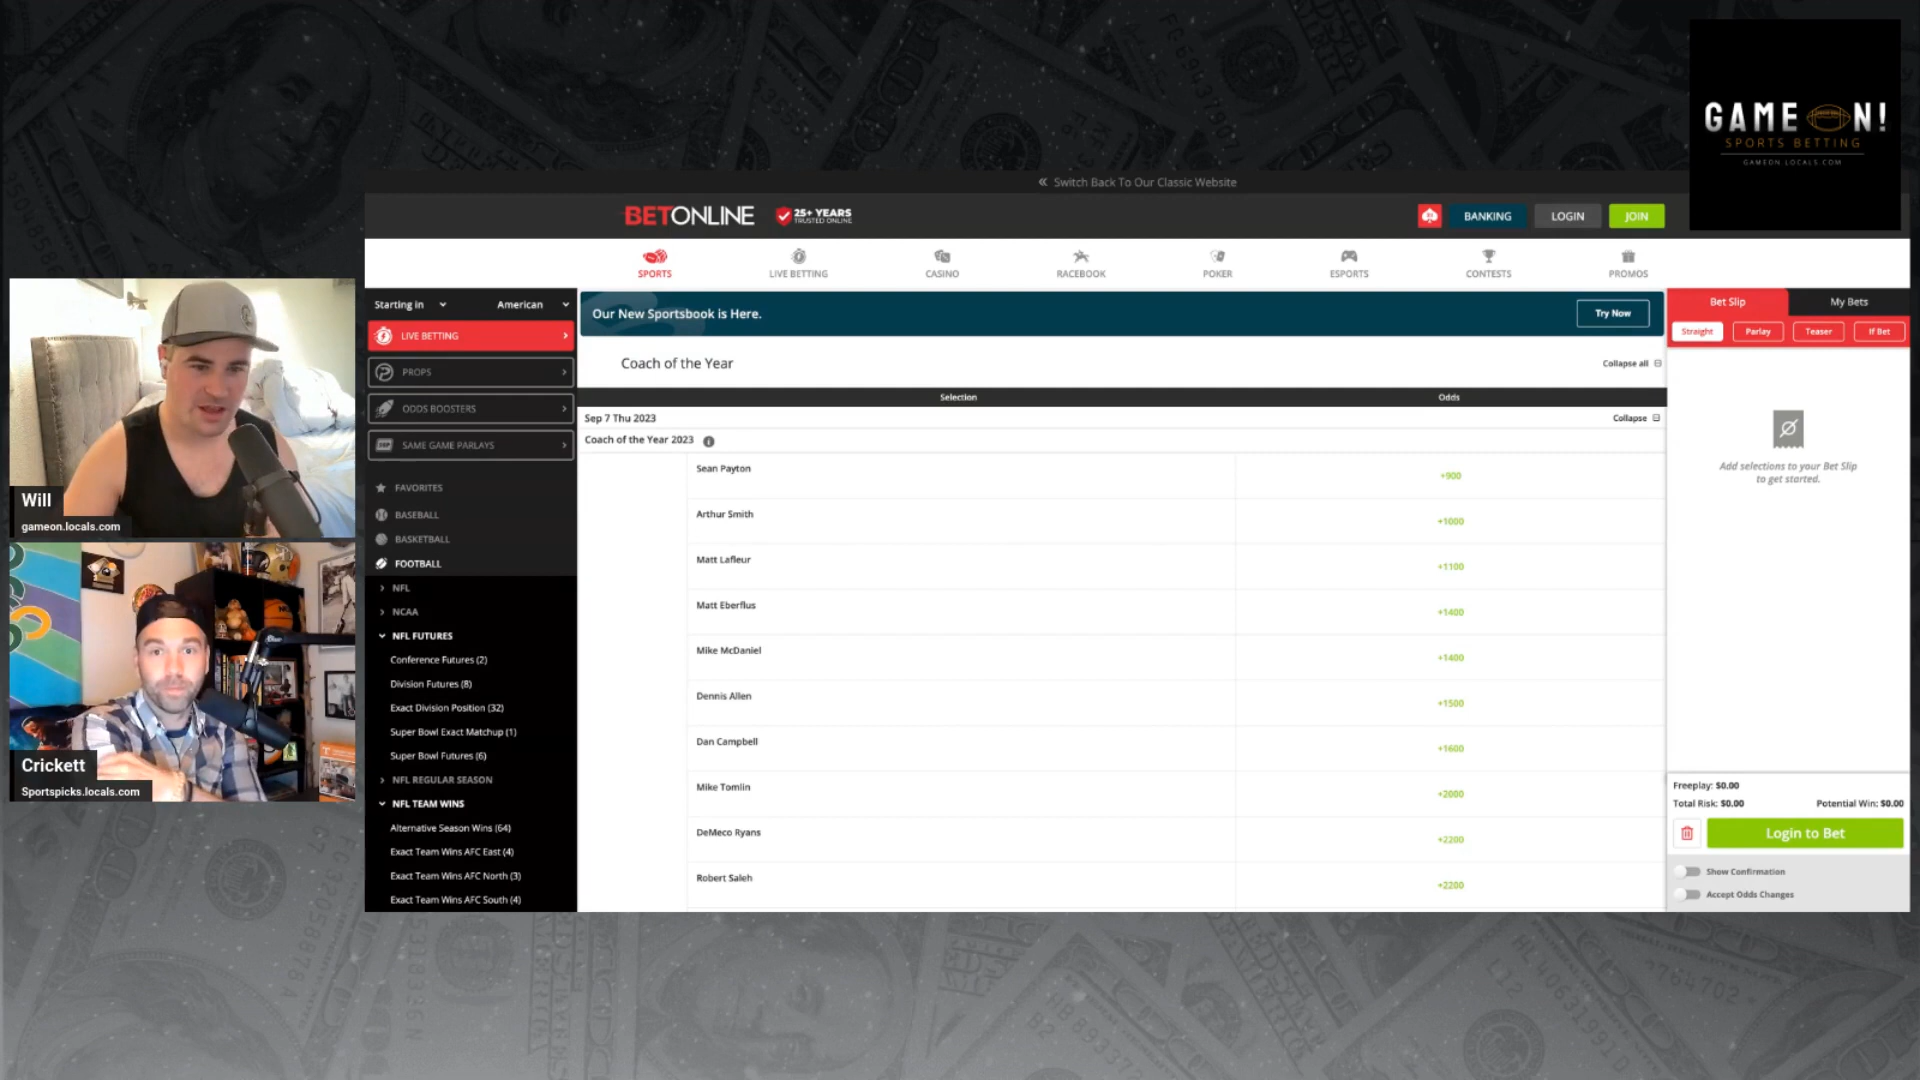 GAME ON!
SPORTS BETTING
GAMEON.LOCALS.COM
« Switch Back To Our Classic Website
BETONLINE
25+ YEARS
TRUSTED ONLINE
BANKING
LOGIN
JOIN
SPORTS
LIVE BETTING
CASINO
RACEBOOK
POKER
ESPORTS
CONTESTS
PROMOS
Starting in
American
LIVE BETTING
PROPS
ODDS BOOSTERS
SAME GAME PARLAYS
FAVORITES
BASEBALL
BASKETBALL
FOOTBALL
NFL
NCAA
NFL FUTURES
Conference Futures (2)
Division Futures (8)
Exact Division Position (32)
Super Bowl Exact Matchup (1)
Super Bowl Futures (6)
NFL REGULAR SEASON
NFL TEAM WINS
Alternative Season Wins (64)
Exact Team Wins AFC East (4)
Exact Team Wins AFC North (3)
Exact Team Wins AFC South (4)
Our New Sportsbook is Here.
Try Now
Coach of the Year
Collapse all
Selection
Odds
Sep 7 Thu 2023
Collapse
Coach of the Year 2023
Sean Payton +900
Arthur Smith +1000
Matt Lafleur +1100
Matt Eberflus +1400
Mike McDaniel +1400
Dennis Allen +1500
Dan Campbell +1600
Mike Tomlin +2000
DeMeco Ryans +2200
Robert Saleh +2200
Bet Slip
My Bets
Straight
Parlay
Teaser
If Bet
Add selections to your Bet Slip
to get started.
Freeplay: $0.00
Total Risk: $0.00
Potential Win: $0.00
Login to Bet
Show Confirmation
Accept Odds Changes
Will
gameon.locals.com
Crickett
Sportspicks.locals.com